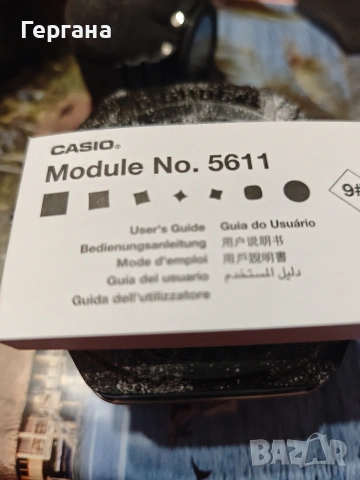 Гергана
CASIO®
Module No. 5611
9#
User's Guide Guia do Usuário
Bedienungsanleitung 用户说明书
Mode d'emploi 用戶說明書
Guía del usuario دليل المستخدم
Guida dell'utilizzatore
BAZAR